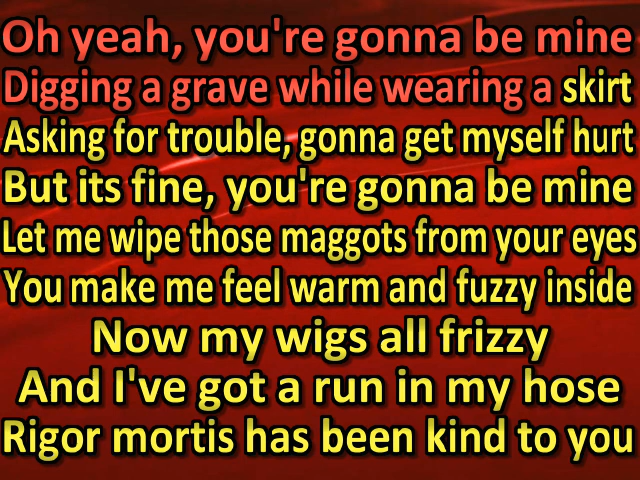 Oh yeah, you're gonna be mine
Digging a grave while wearing a skirt
Asking for trouble, gonna get myself hurt
But its fine, you're gonna be mine
Let me wipe those maggots from your eyes
You make me feel warm and fuzzy inside
Now my wigs all frizzy
And I've got a run in my hose
Rigor mortis has been kind to you